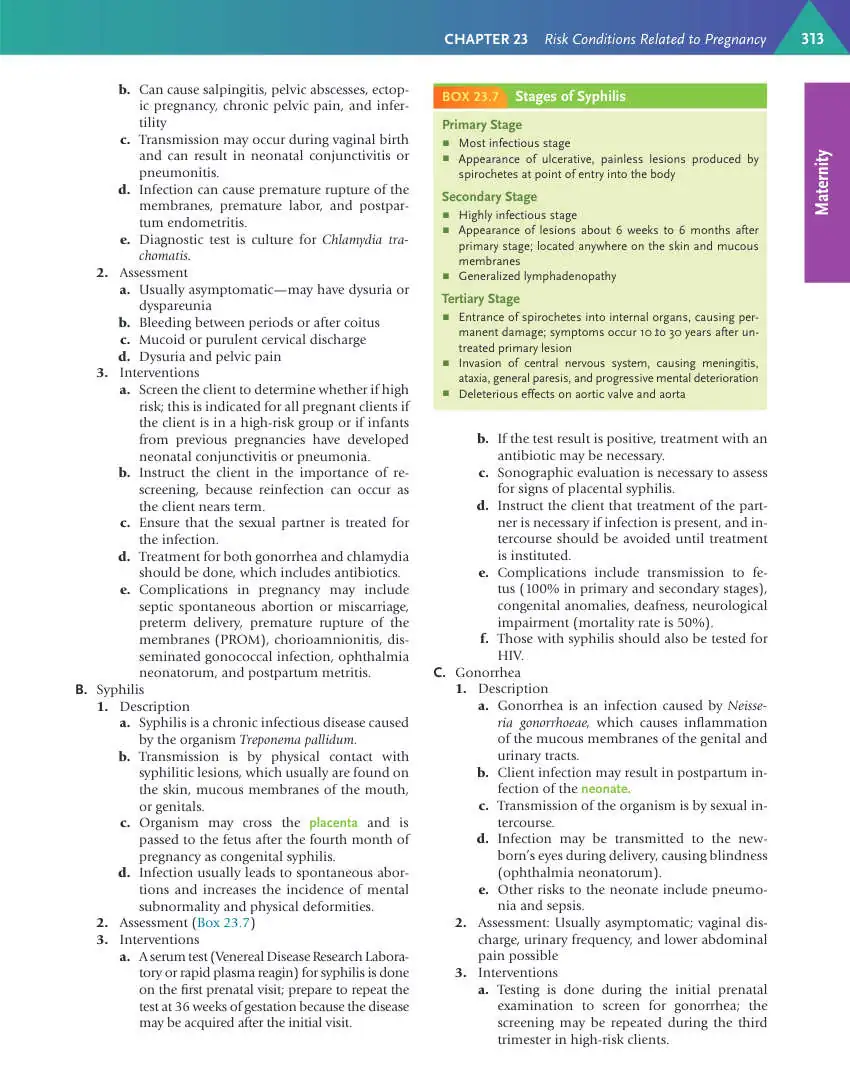 CHAPTER 23 Risk Conditions Related to Pregnancy 313
b. Can cause salpingitis, pelvic abscesses, ectop-
ic pregnancy, chronic pelvic pain, and infer-
tility
c. Transmission may occur during vaginal birth
and can result in neonatal conjunctivitis or
pneumonitis.
d. Infection can cause premature rupture of the
membranes, premature labor, and postpar-
tum endometritis.
e. Diagnostic test is culture for Chlamydia tra-
chomatis.
2. Assessment
a. Usually asymptomatic—may have dysuria or
dyspareunia
b. Bleeding between periods or after coitus
c. Mucoid or purulent cervical discharge
d. Dysuria and pelvic pain
3. Interventions
a. Screen the client to determine whether if high
risk; this is indicated for all pregnant clients if
the client is in a high-risk group or if infants
from previous pregnancies have developed
neonatal conjunctivitis or pneumonia.
b. Instruct the client in the importance of re-
screening, because reinfection can occur as
the client nears term.
c. Ensure that the sexual partner is treated for
the infection.
d. Treatment for both gonorrhea and chlamydia
should be done, which includes antibiotics.
e. Complications in pregnancy may include
septic spontaneous abortion or miscarriage,
preterm delivery, premature rupture of the
membranes (PROM), chorioamnionitis, dis-
seminated gonococcal infection, ophthalmia
neonatorum, and postpartum metritis.
B. Syphilis
1. Description
a. Syphilis is a chronic infectious disease caused
by the organism Treponema pallidum.
b. Transmission is by physical contact with
syphilitic lesions, which usually are found on
the skin, mucous membranes of the mouth,
or genitals.
c. Organism may cross the placenta and is
passed to the fetus after the fourth month of
pregnancy as congenital syphilis.
d. Infection usually leads to spontaneous abor-
tions and increases the incidence of mental
subnormality and physical deformities.
2. Assessment (Box 23.7)
3. Interventions
a. A serum test (Venereal Disease Research Labora-
tory or rapid plasma reagin) for syphilis is done
on the first prenatal visit; prepare to repeat the
test at 36 weeks of gestation because the disease
may be acquired after the initial visit.
BOX 23.7 Stages of Syphilis
Primary Stage
■ Most infectious stage
■ Appearance of ulcerative, painless lesions produced by
spirochetes at point of entry into the body
Secondary Stage
■ Highly infectious stage
■ Appearance of lesions about 6 weeks to 6 months after
primary stage; located anywhere on the skin and mucous
membranes
■ Generalized lymphadenopathy
Tertiary Stage
■ Entrance of spirochetes into internal organs, causing per-
manent damage; symptoms occur 10 to 30 years after un-
treated primary lesion
■ Invasion of central nervous system, causing meningitis,
ataxia, general paresis, and progressive mental deterioration
■ Deleterious effects on aortic valve and aorta
b. If the test result is positive, treatment with an
antibiotic may be necessary.
c. Sonographic evaluation is necessary to assess
for signs of placental syphilis.
d. Instruct the client that treatment of the part-
ner is necessary if infection is present, and in-
tercourse should be avoided until treatment
is instituted.
e. Complications include transmission to fe-
tus (100% in primary and secondary stages),
congenital anomalies, deafness, neurological
impairment (mortality rate is 50%).
f. Those with syphilis should also be tested for
HIV.
C. Gonorrhea
1. Description
a. Gonorrhea is an infection caused by Neisse-
ria gonorrhoeae, which causes inflammation
of the mucous membranes of the genital and
urinary tracts.
b. Client infection may result in postpartum in-
fection of the neonate.
c. Transmission of the organism is by sexual in-
tercourse.
d. Infection may be transmitted to the new-
born's eyes during delivery, causing blindness
(ophthalmia neonatorum).
e. Other risks to the neonate include pneumo-
nia and sepsis.
2. Assessment: Usually asymptomatic; vaginal dis-
charge, urinary frequency, and lower abdominal
pain possible
3. Interventions
a. Testing is done during the initial prenatal
examination to screen for gonorrhea; the
screening may be repeated during the third
trimester in high-risk clients.
Maternity